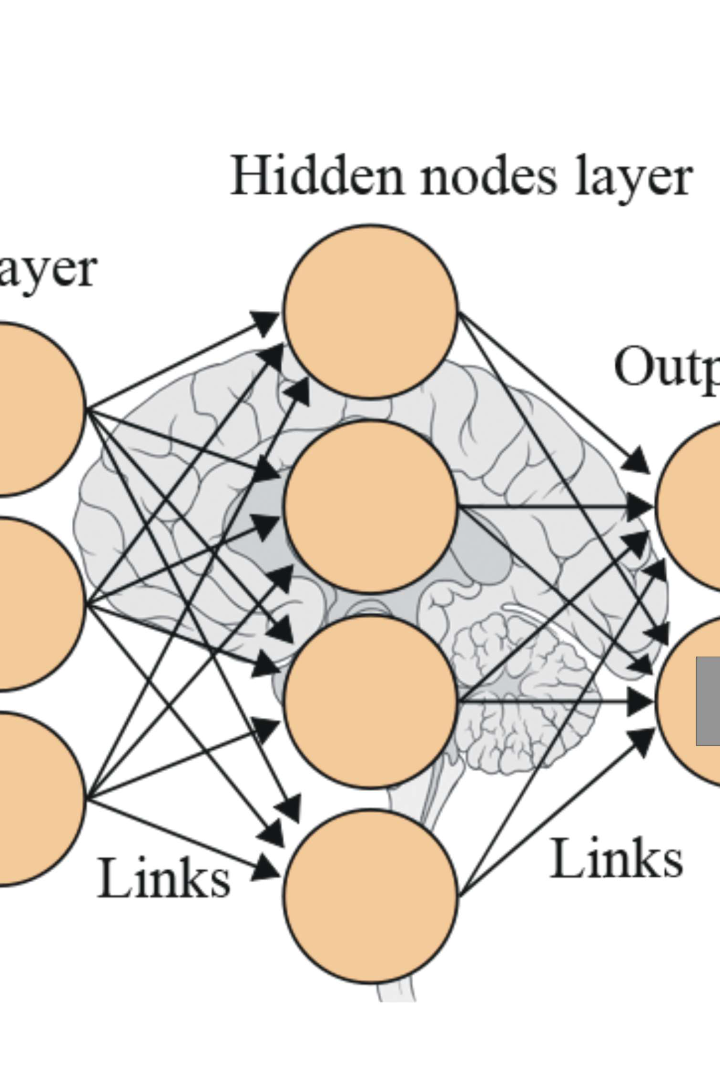 Hidden nodes layer
ayer
Outp
Links
Links